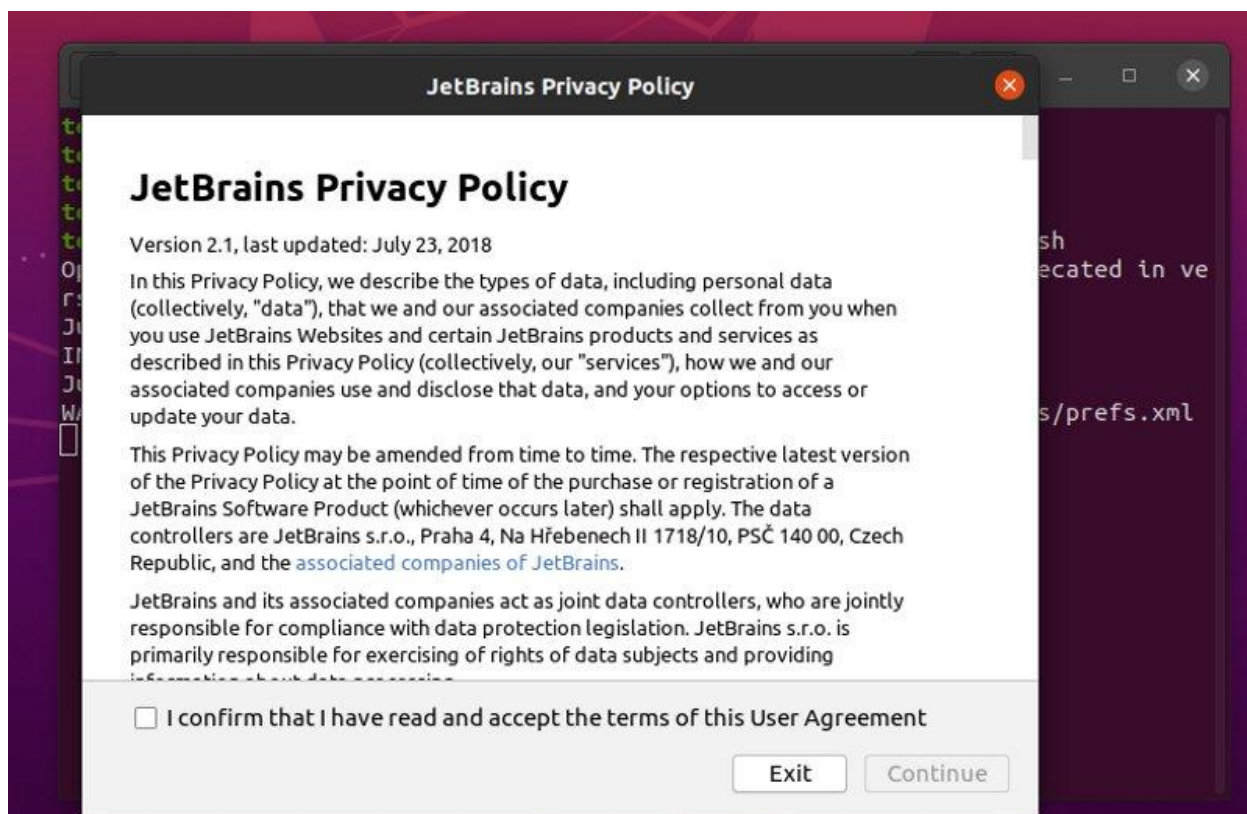 JetBrains Privacy Policy
JetBrains Privacy Policy
Version 2.1, last updated: July 23, 2018
In this Privacy Policy, we describe the types of data, including personal data
(collectively, "data"), that we and our associated companies collect from you when
you use JetBrains Websites and certain JetBrains products and services as
described in this Privacy Policy (collectively, our "services"), how we and our
associated companies use and disclose that data, and your options to access or
update your data.
This Privacy Policy may be amended from time to time. The respective latest version
of the Privacy Policy at the point of time of the purchase or registration of a
JetBrains Software Product (whichever occurs later) shall apply. The data
controllers are JetBrains s.r.o., Praha 4, Na Hřebenech II 1718/10, PSČ 140 00, Czech
Republic, and the associated companies of JetBrains.
JetBrains and its associated companies act as joint data controllers, who are jointly
responsible for compliance with data protection legislation. JetBrains s.r.o. is
primarily responsible for exercising of rights of data subjects and providing
I confirm that I have read and accept the terms of this User Agreement
Exit
Continue
sh
ecated in ve
s/prefs.xml